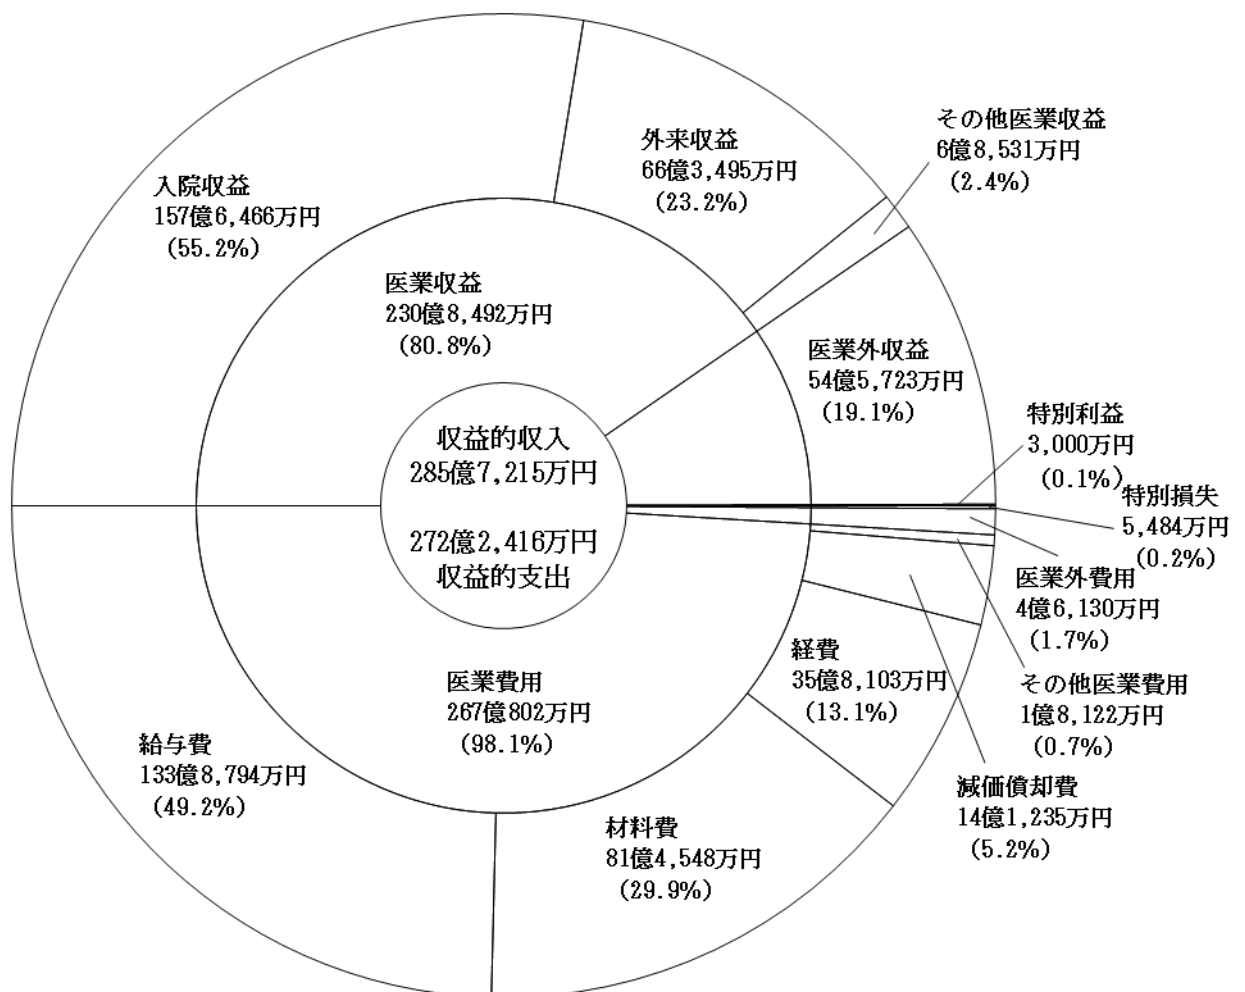 その他医業収益
6億8,531万円
(2.4%)
外来収益
66億3,495万円
(23.2%)
入院収益
157億6,466万円
(55.2%)
医業収益
230億8,492万円
(80.8%)
医業外収益
54億5,723万円
(19.1%)
特別利益
3,000万円
(0.1%)
収益的収入
285億7,215万円
272億2,416万円
収益的支出
特別損失
5,484万円
(0.2%)
医業外費用
4億6,130万円
(1.7%)
その他医業費用
1億8,122万円
(0.7%)
減価償却費
14億1,235万円
(5.2%)
経費
35億8,103万円
(13.1%)
医業費用
267億802万円
(98.1%)
給与費
133億8,794万円
(49.2%)
材料費
81億4,548万円
(29.9%)